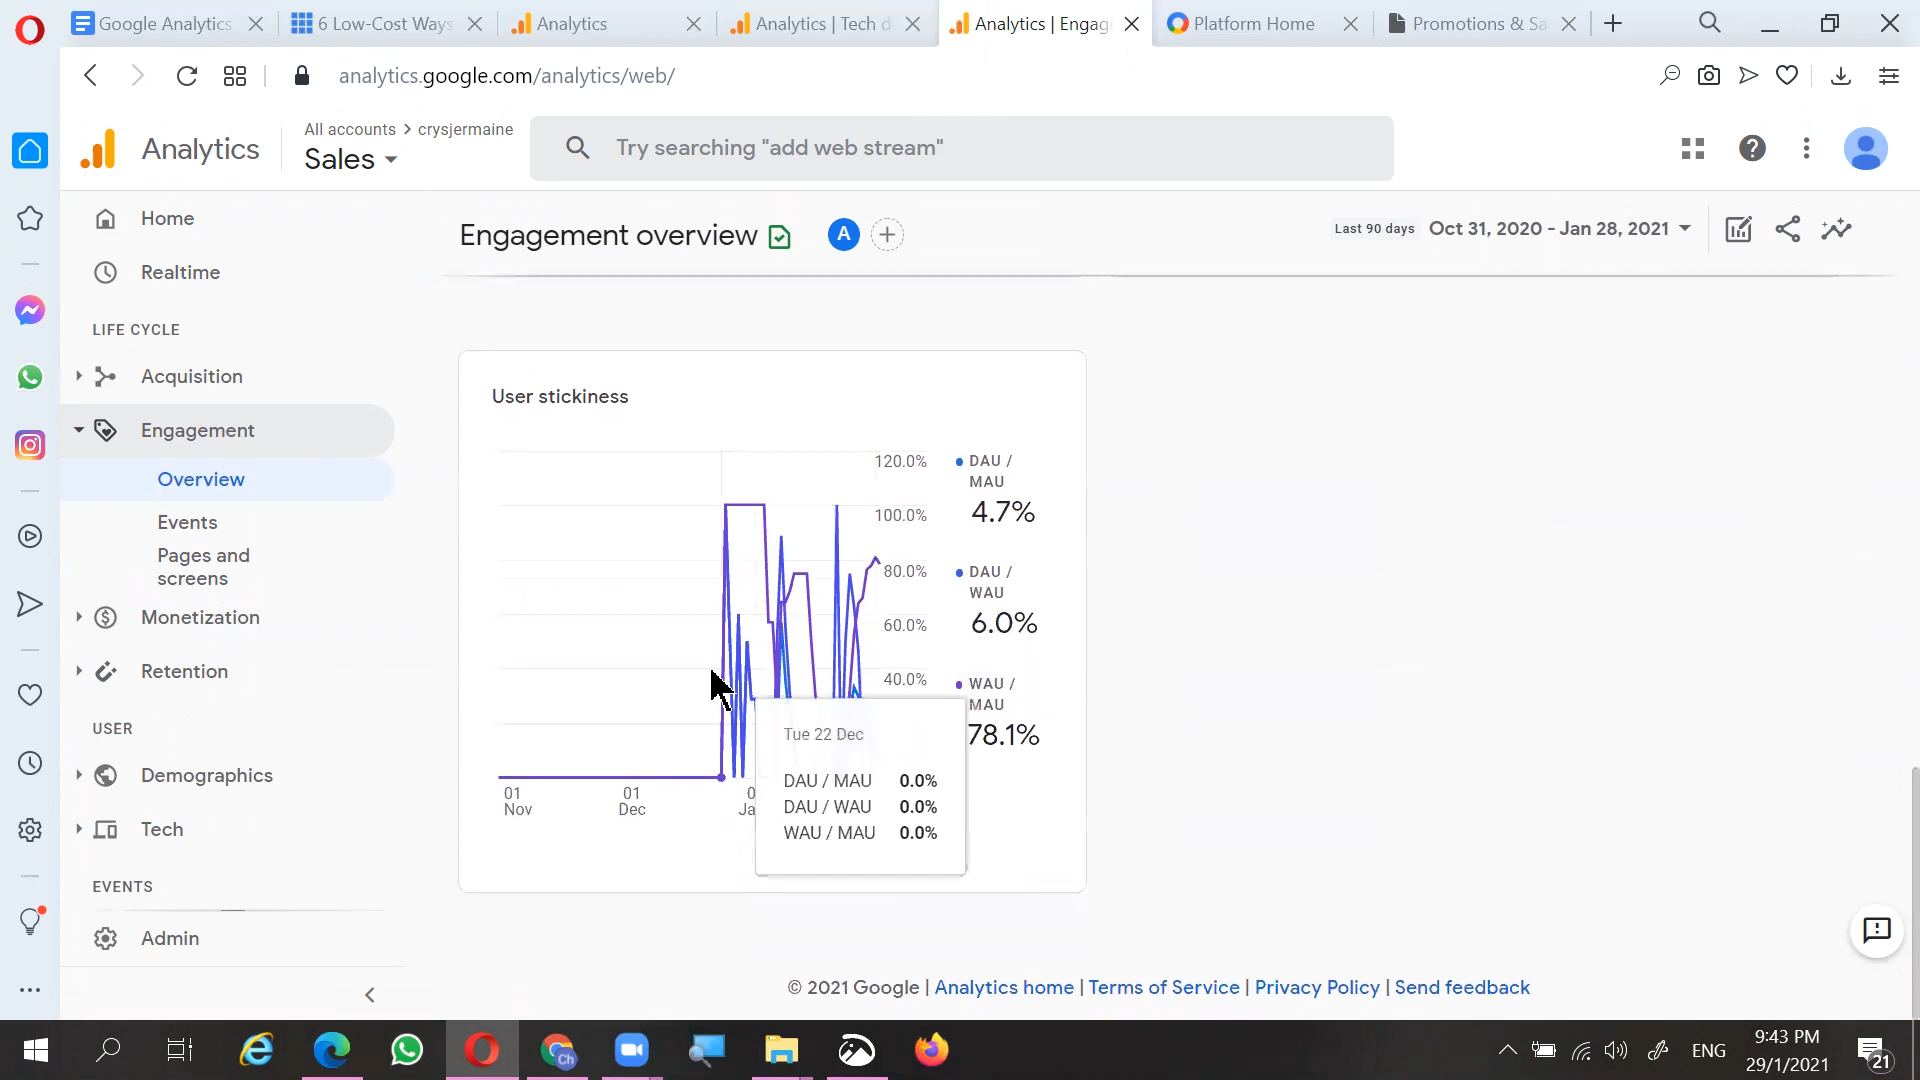 Google Analytics
6 Low-Cost Ways
Analytics
Analytics | Tech d
Analytics | Engag
Platform Home
Promotions & Sa
analytics.google.com/analytics/web/
Analytics
All accounts > crysjermaine
Sales
Try searching "add web stream"
Home
Realtime
LIFE CYCLE
Acquisition
Engagement
Overview
Events
Pages and
screens
Monetization
Retention
USER
Demographics
Tech
EVENTS
Admin
Engagement overview
A
Last 90 days Oct 31, 2020 - Jan 28, 2021
User stickiness
120.0%
100.0%
80.0%
60.0%
40.0%
01
Nov
01
Dec
0
Ja
DAU /
MAU
4.7%
DAU /
WAU
6.0%
WAU /
MAU
78.1%
Tue 22 Dec
DAU / MAU 0.0%
DAU / WAU 0.0%
WAU / MAU 0.0%
© 2021 Google | Analytics home | Terms of Service | Privacy Policy | Send feedback
Ch
ENG
9:43 PM
29/1/2021
21